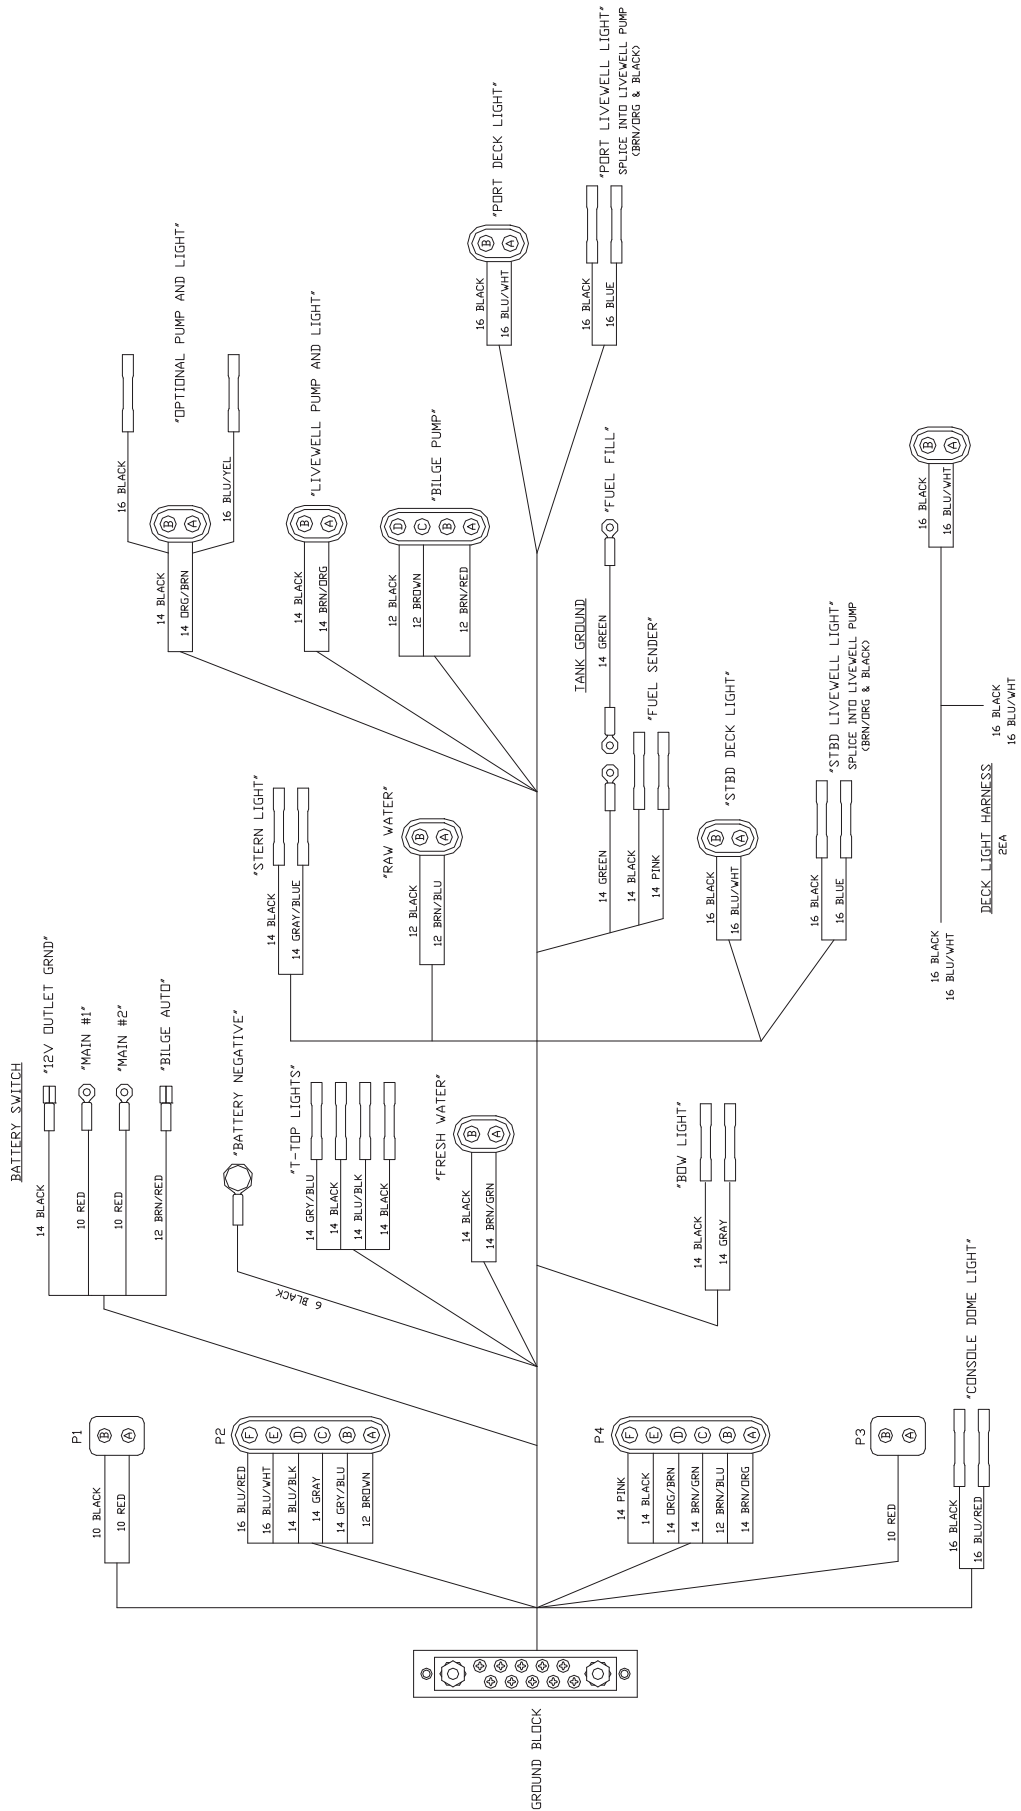 GROUND BLOCK
P1
B
A
10 BLACK
10 RED
P2
F
E
D
C
B
A
16 BLU/RED
16 BLU/WHT
14 BLU/BLK
14 GRAY
14 GRY/BLU
12 BROWN
P4
F
E
D
C
B
A
14 PINK
14 BLACK
14 ORG/BRN
14 BRN/GRN
12 BRN/BLU
14 BRN/ORG
P3
B
A
10 RED
"CONSOLE DOME LIGHT"
16 BLACK
16 BLU/RED
BATTERY SWITCH
"12V OUTLET GRND"
14 BLACK
"MAIN #1"
10 RED
"MAIN #2"
10 RED
"BILGE AUTO"
12 BRN/RED
"BATTERY NEGATIVE"
6 BLACK
"T-TOP LIGHTS"
14 GRY/BLU
14 BLACK
14 BLU/BLK
14 BLACK
"FRESH WATER"
B
A
14 BLACK
14 BRN/GRN
"BOW LIGHT"
14 BLACK
14 GRAY
"STERN LIGHT"
14 BLACK
14 GRAY/BLUE
"RAW WATER"
B
A
12 BLACK
12 BRN/BLU
TANK GROUND
"FUEL FILL"
14 GREEN
14 GREEN
"FUEL SENDER"
14 BLACK
14 PINK
"STBD DECK LIGHT"
B
A
16 BLACK
16 BLU/WHT
"STBD LIVEWELL LIGHT"
SPLICE INTO LIVEWELL PUMP
(BRN/ORG & BLACK)
16 BLACK
16 BLUE
"OPTIONAL PUMP AND LIGHT"
16 BLACK
B
A
14 BLACK
14 ORG/BRN
16 BLU/YEL
"LIVEWELL PUMP AND LIGHT"
B
A
14 BLACK
14 BRN/ORG
"BILGE PUMP"
D
C
B
A
12 BLACK
12 BROWN
12 BRN/RED
"PORT DECK LIGHT"
B
A
16 BLACK
16 BLU/WHT
"PORT LIVEWELL LIGHT"
SPLICE INTO LIVEWELL PUMP
(BRN/ORG & BLACK)
16 BLACK
16 BLUE
DECK LIGHT HARNESS
2EA
16 BLACK
16 BLU/WHT
16 BLACK
16 BLU/WHT
B
A
16 BLACK
16 BLU/WHT